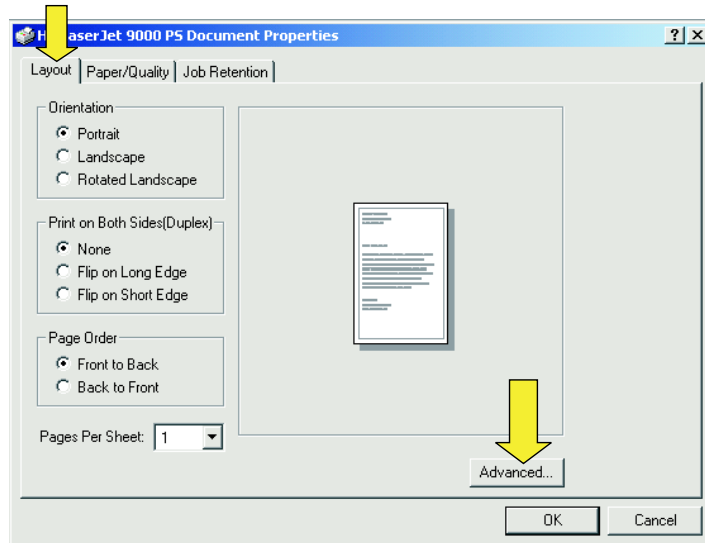 HP LaserJet 9000 PS Document Properties
Layout Paper/Quality Job Retention
Orientation
Portrait
Landscape
Rotated Landscape
Print on Both Sides(Duplex)
None
Flip on Long Edge
Flip on Short Edge
Page Order
Front to Back
Back to Front
Pages Per Sheet: 1
Advanced...
OK Cancel